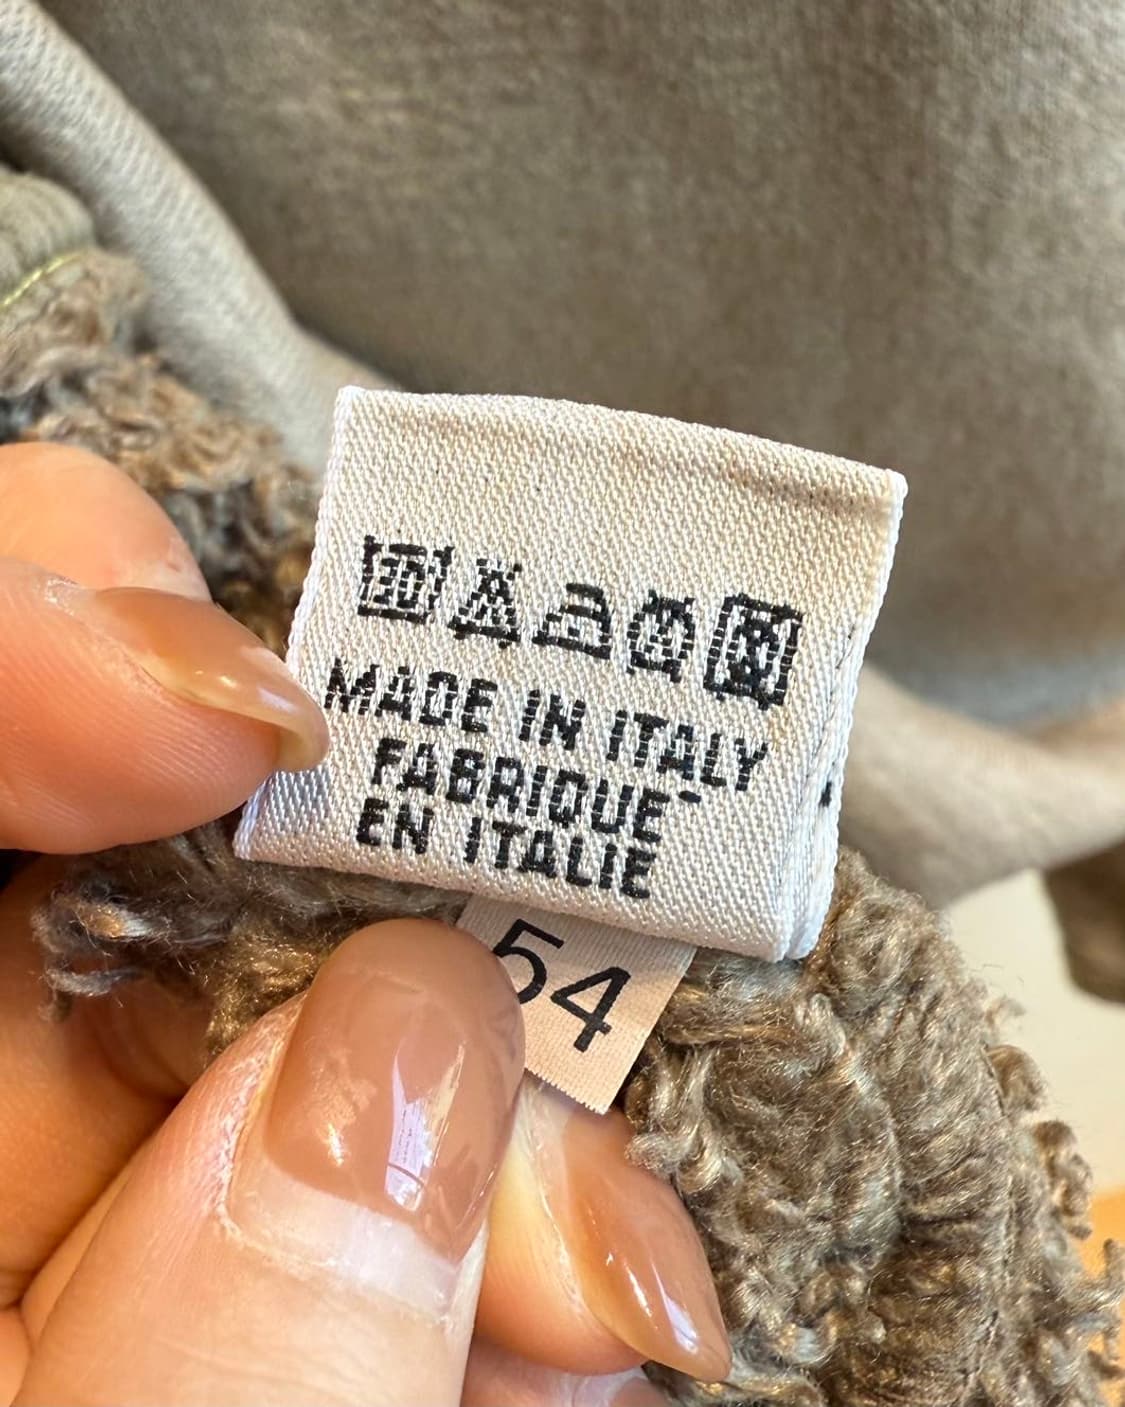 MADE IN ITALY
FABRIQUE
EN ITALIE
54